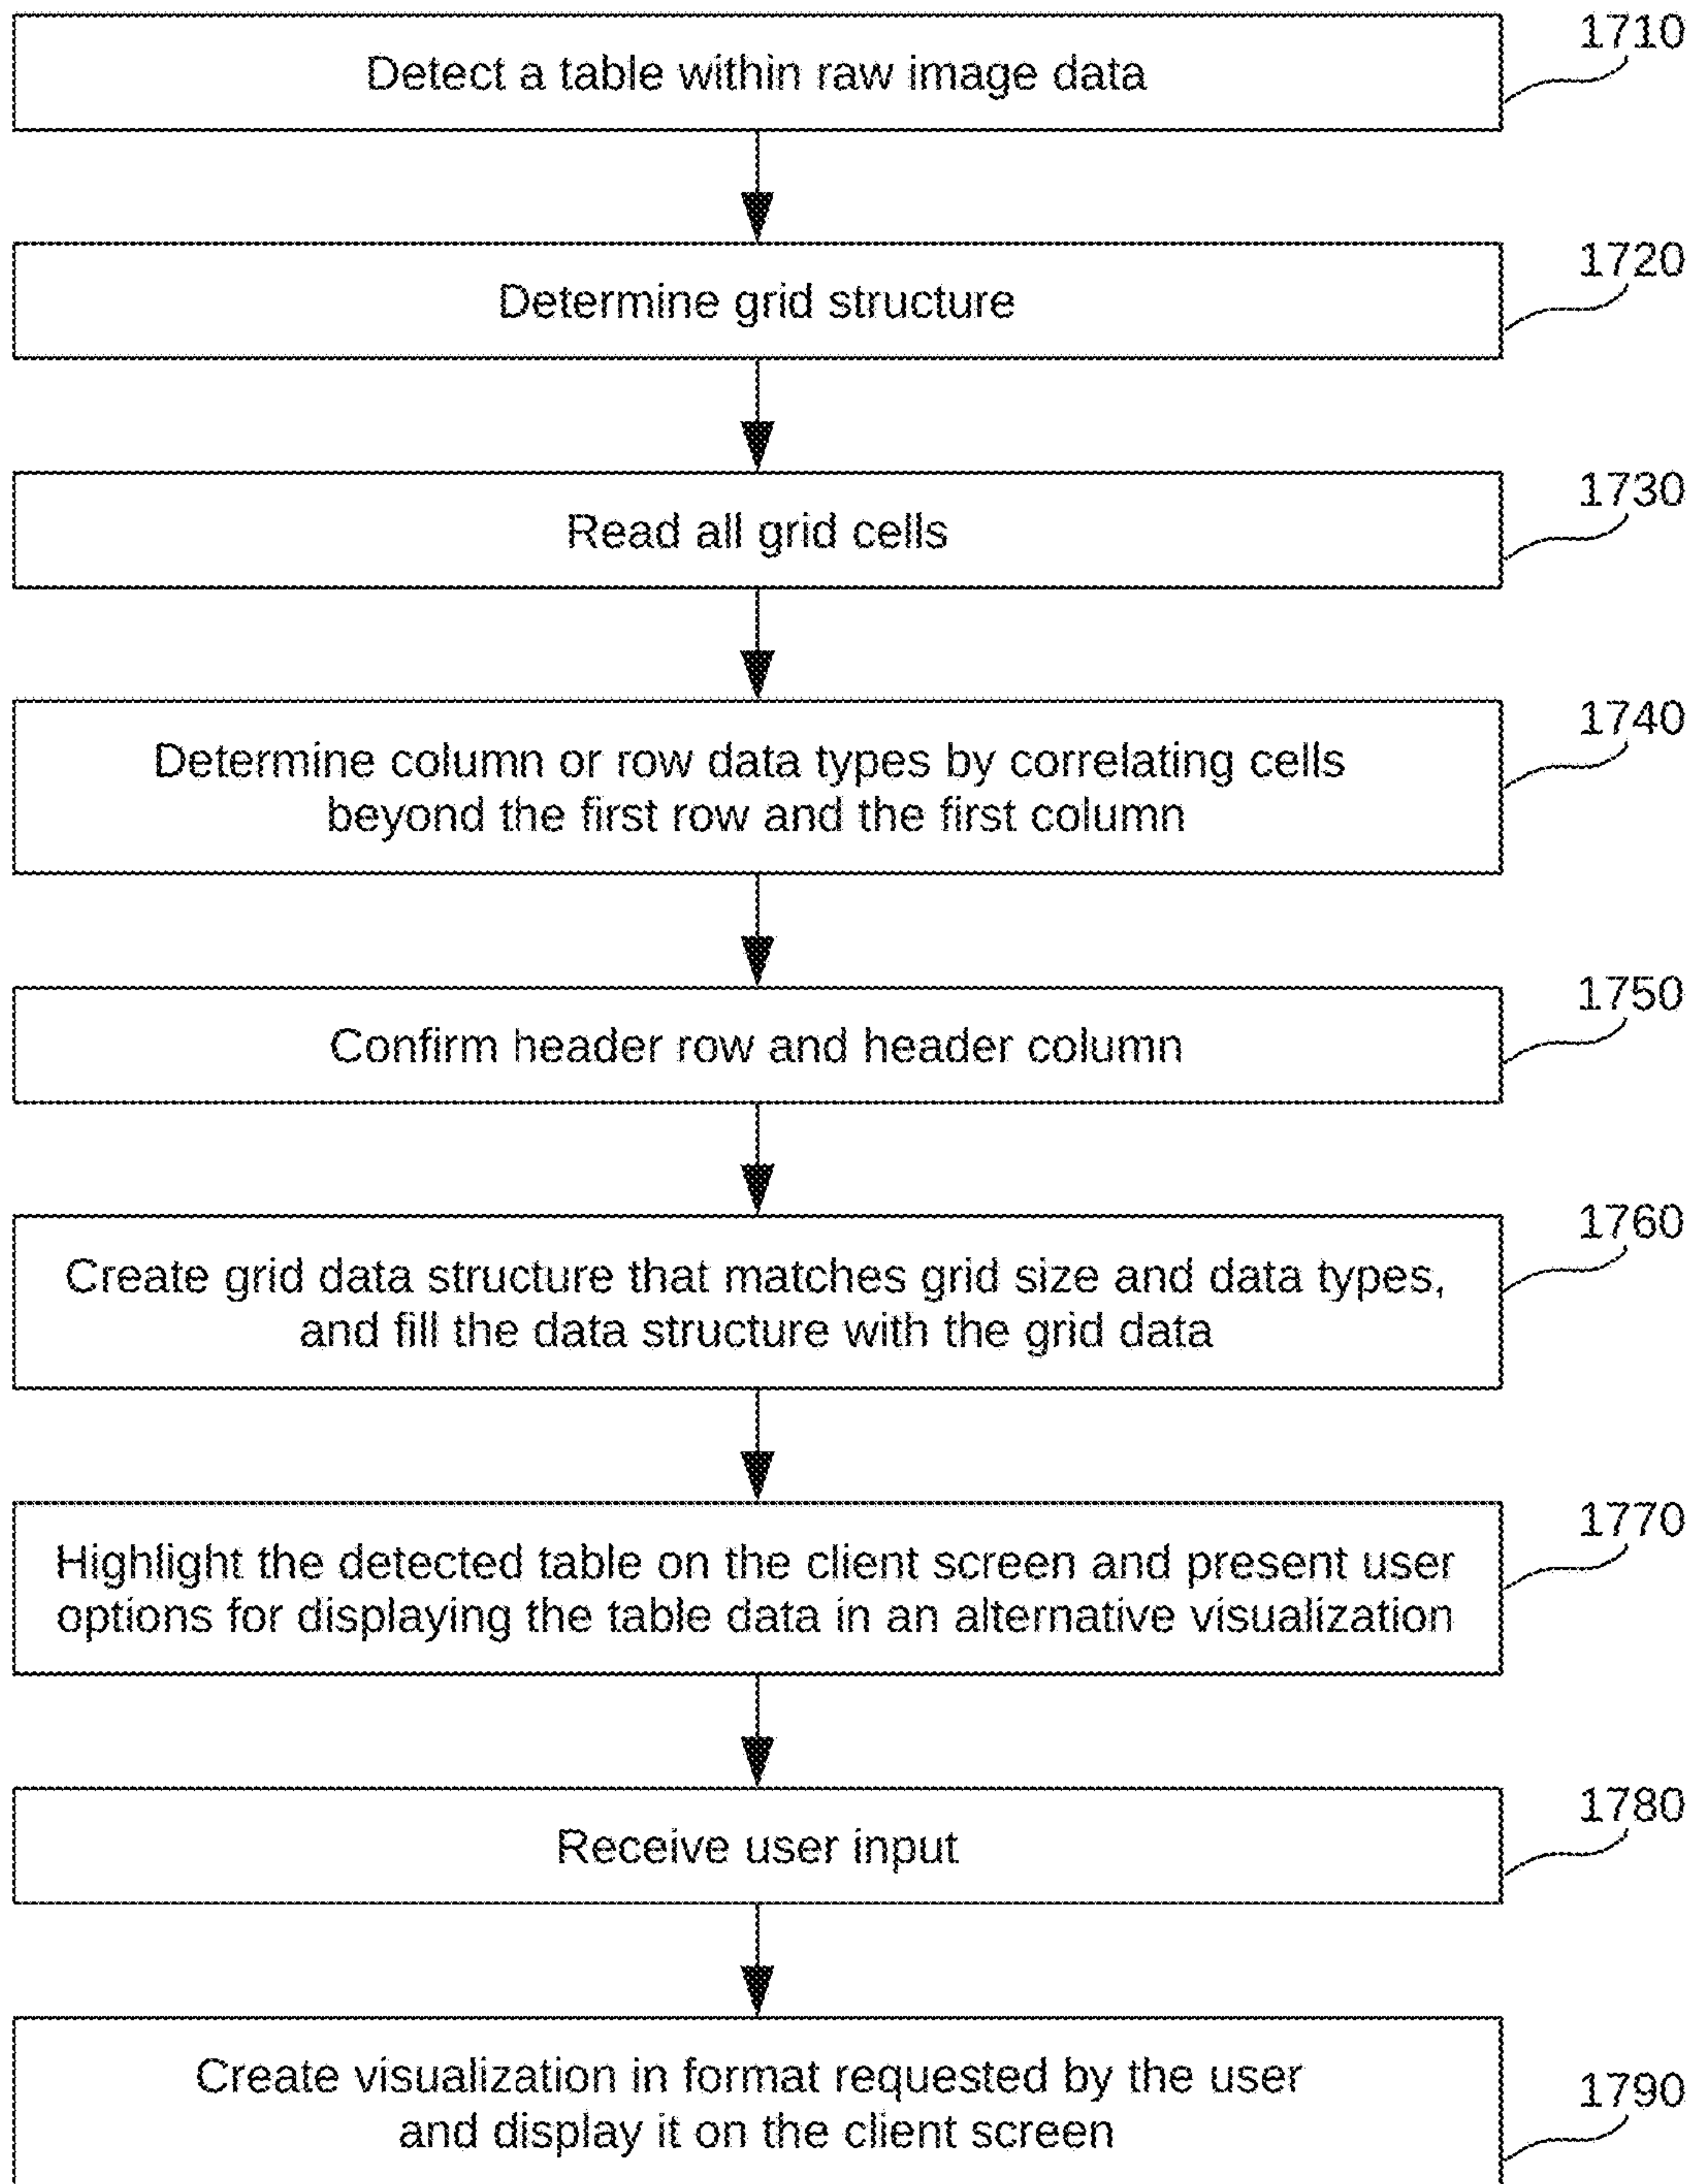 1710
Detect a table within raw image data
1720
Determine grid structure
1730
Read all grid cells
1740
Determine column or row data types by correlating cells
beyond the first row and the first column
1750
Confirm header row and header column
1760
Create grid data structure that matches grid size and data types,
and fill the data structure with the grid data
1770
Highlight the detected table on the client screen and present user
options for displaying the table data in an alternative visualization
1780
Receive user input
1790
Create visualization in format requested by the user
and display it on the client screen